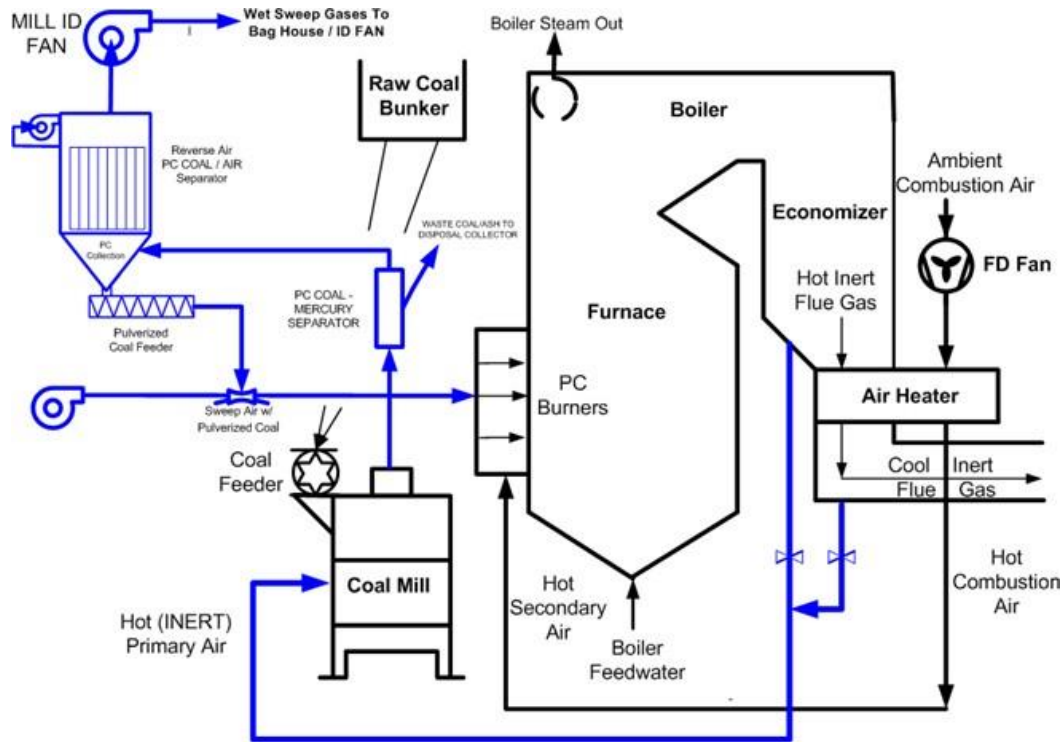 MILL ID
FAN
Wet Sweep Gases To
Bag House / ID FAN
Reverse Air
PC COAL / AIR
Separator
PC
Collection
Pulverized
Coal Feeder
Sweep Air w/
Pulverized Coal
Raw Coal
Bunker
WASTE COAL/ASH TO
DISPOSAL COLLECTOR
PC COAL -
MERCURY
SEPARATOR
Coal
Feeder
Coal Mill
Hot (INERT)
Primary Air
Boiler Steam Out
Boiler
Furnace
PC
Burners
Economizer
Hot Inert
Flue Gas
Ambient
Combustion Air
FD Fan
Air Heater
Cool Inert
Flue Gas
Hot
Secondary
Air
Boiler
Feedwater
Hot
Combustion
Air